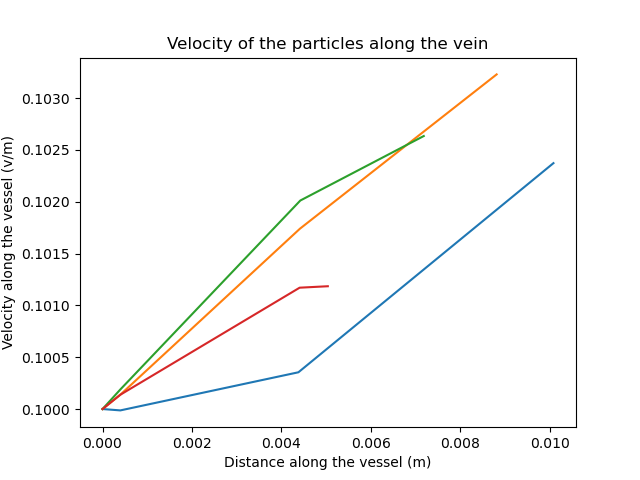 Velocity of the particles along the vein
Velocity along the vessel (v/m)
0.1030
0.1025
0.1020
0.1015
0.1010
0.1005
0.1000
0.000 0.002 0.004 0.006 0.008 0.010
Distance along the vessel (m)